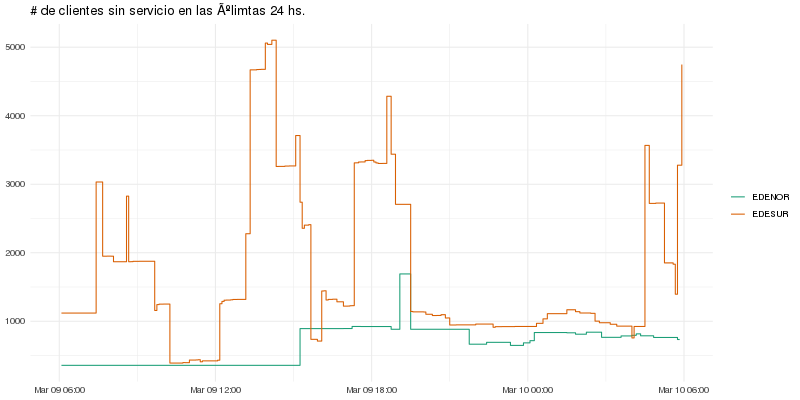 # de clientes sin servicio en las Ãºlimtas 24 hs.
5000
4000
3000
2000
1000
Mar 09 06:00
Mar 09 12:00
Mar 09 18:00
Mar 10 00:00
Mar 10 06:00
EDENOR
EDESUR